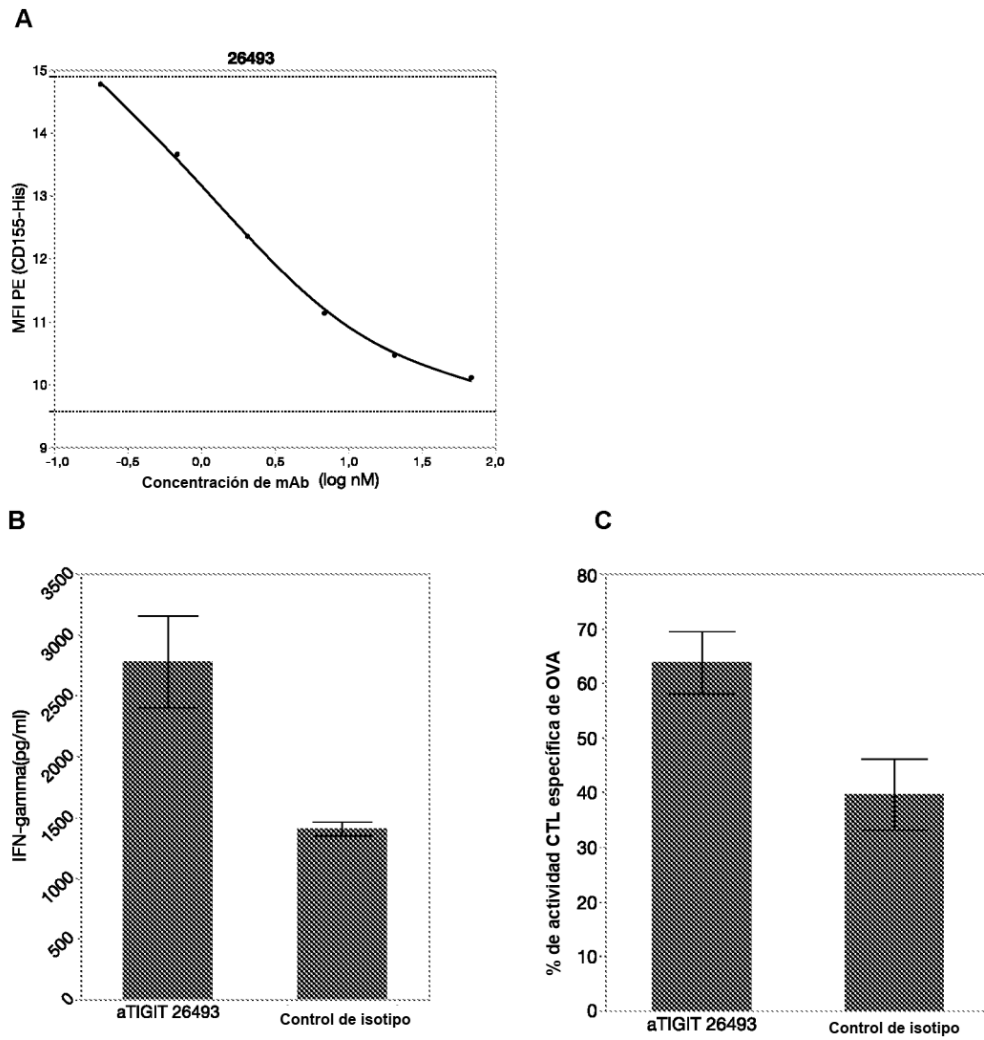 A
26493
15
14
13
12
11
10
9
MFI PE (CD155-His)
-1,0 -0,5 0,0 0,5 1,0 1,5 2,0
Concentración de mAb (log nM)
B
3500
3000
2500
2000
1500
1000
500
0
IFN-gamma(pg/ml)
aTIGIT 26493 Control de isotipo
C
80
70
60
50
40
30
20
10
0
% de actividad CTL específica de OVA
aTIGIT 26493 Control de isotipo